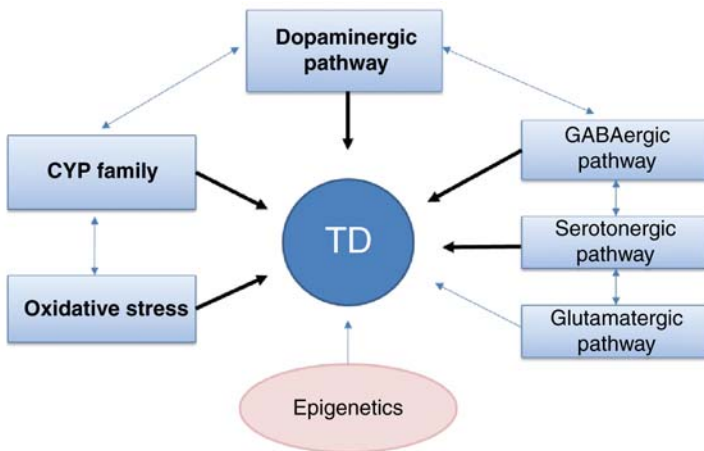 Dopaminergic
pathway
CYP family
GABAergic
pathway
TD
Serotonergic
pathway
Oxidative stress
Glutamatergic
pathway
Epigenetics